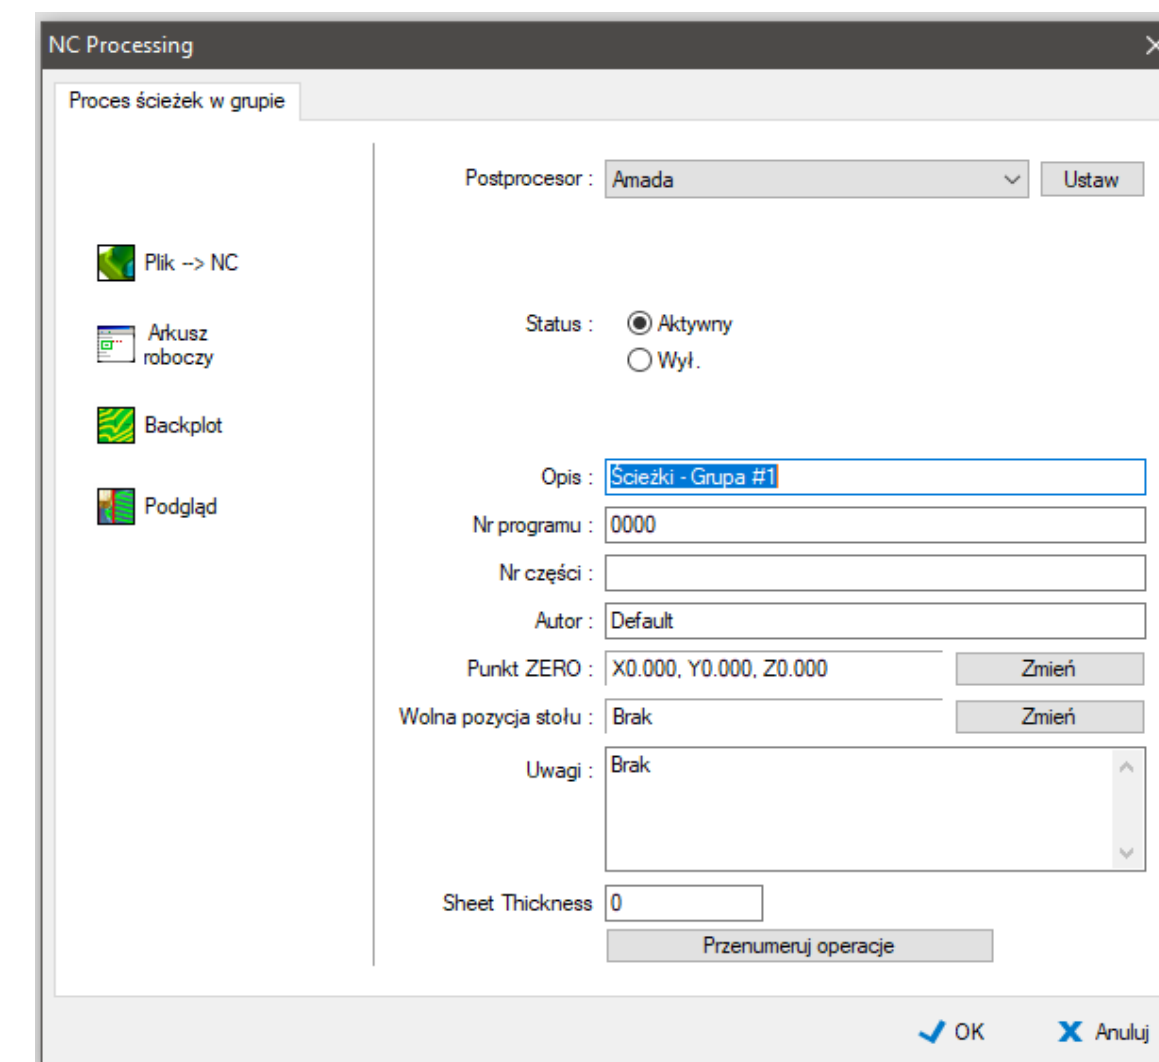 NC Processing
Proces ścieżek w grupie
Postprocesor : Amada Ustaw
Plik --> NC
Arkusz
roboczy
Backplot
Podgląd
Status : Aktywny
Wył.
Opis : Ścieżki - Grupa #1
Nr programu : 0000
Nr części :
Autor : Default
Punkt ZERO : X0.000, Y0.000, Z0.000 Zmień
Wolna pozycja stołu : Brak Zmień
Uwagi : Brak
Sheet Thickness 0
Przenumeruj operacje
OK Anuluj